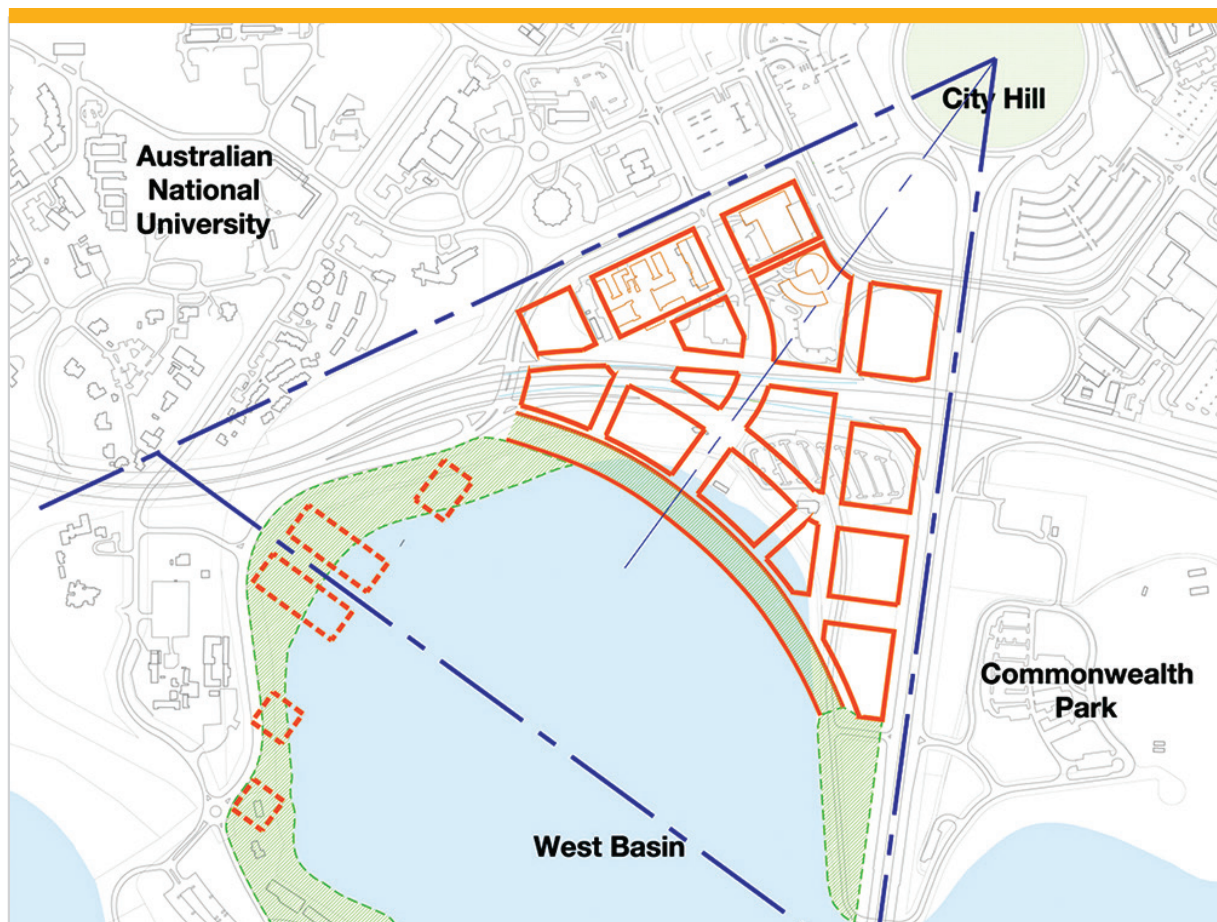 City Hill
Australian
National
University
Commonwealth
Park
West Basin